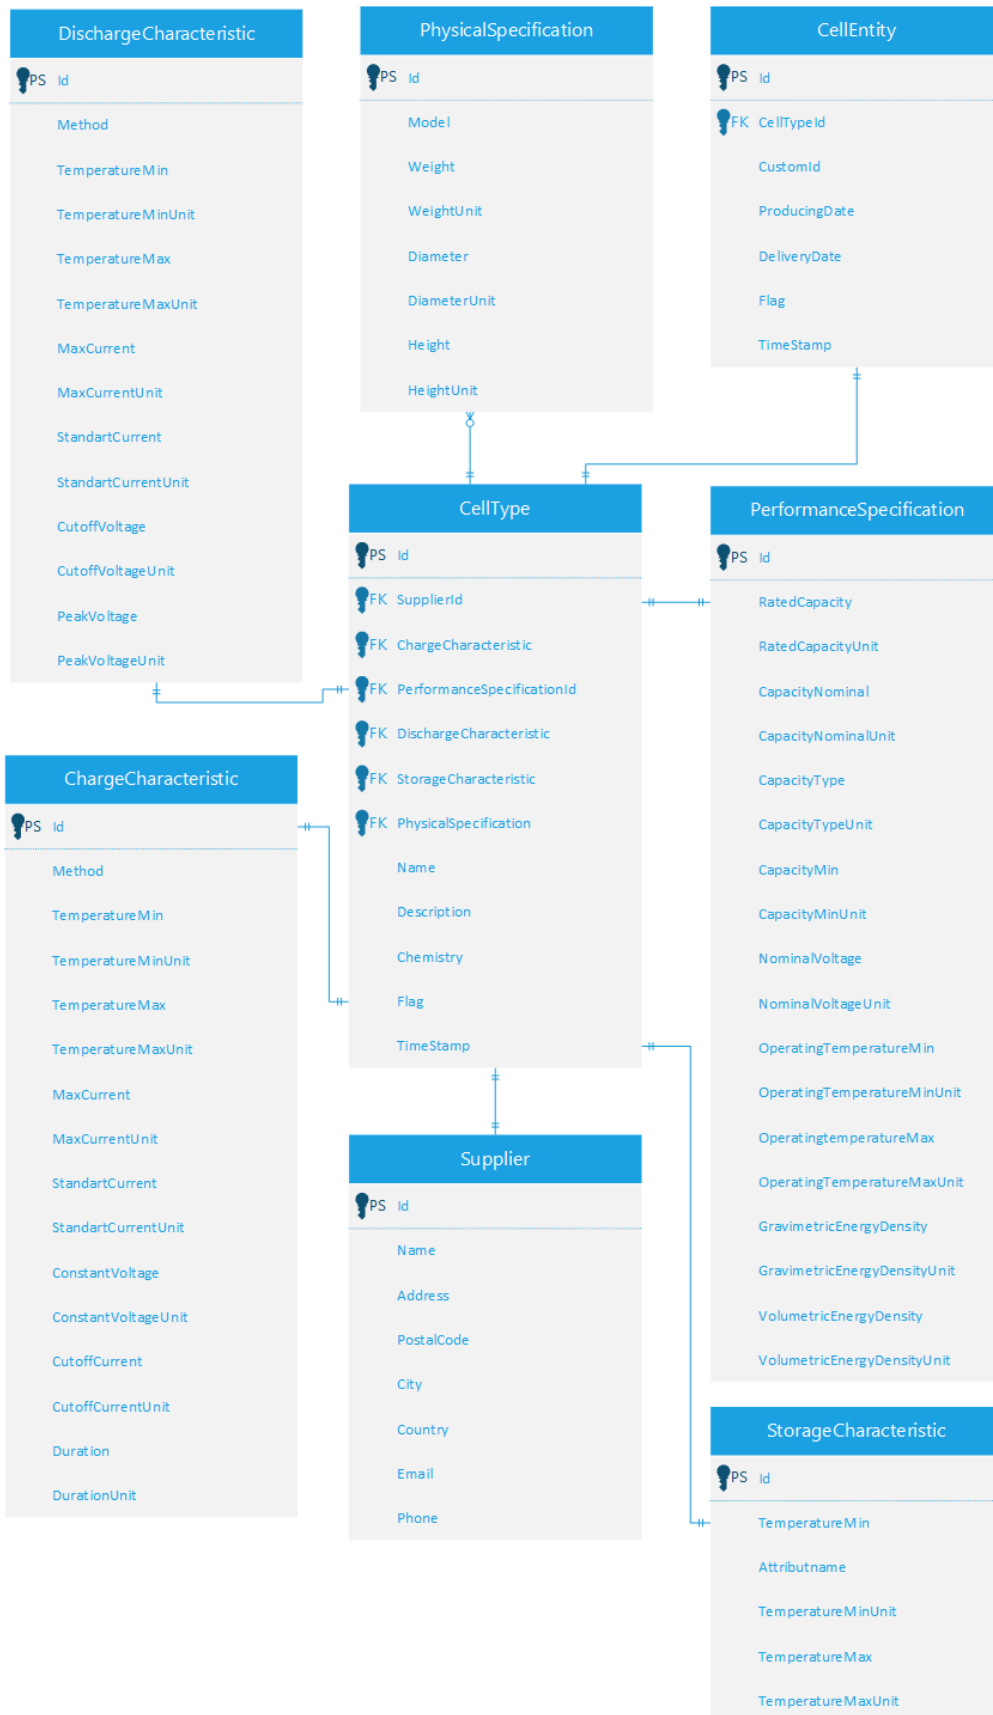 DischargeCharacteristic
PS Id
Method
TemperatureMin
TemperatureMinUnit
TemperatureMax
TemperatureMaxUnit
MaxCurrent
MaxCurrentUnit
StandartCurrent
StandartCurrentUnit
CutoffVoltage
CutoffVoltageUnit
PeakVoltage
PeakVoltageUnit
PhysicalSpecification
PS Id
Model
Weight
WeightUnit
Diameter
DiameterUnit
Height
HeightUnit
CellEntity
PS Id
FK CellTypeId
CustomId
ProducingDate
DeliveryDate
Flag
TimeStamp
CellType
PS Id
FK SupplierId
FK ChargeCharacteristic
FK PerformanceSpecificationId
FK DischargeCharacteristic
FK StorageCharacteristic
FK PhysicalSpecification
Name
Description
Chemistry
Flag
TimeStamp
PerformanceSpecification
PS Id
RatedCapacity
RatedCapacityUnit
CapacityNominal
CapacityNominalUnit
CapacityType
CapacityTypeUnit
CapacityMin
CapacityMinUnit
NominalVoltage
NominalVoltageUnit
OperatingTemperatureMin
OperatingTemperatureMinUnit
OperatingtemperatureMax
OperatingTemperatureMaxUnit
GravimetricEnergyDensity
GravimetricEnergyDensityUnit
VolumetricEnergyDensity
VolumetricEnergyDensityUnit
ChargeCharacteristic
PS Id
Method
TemperatureMin
TemperatureMinUnit
TemperatureMax
TemperatureMaxUnit
MaxCurrent
MaxCurrentUnit
StandartCurrent
StandartCurrentUnit
ConstantVoltage
ConstantVoltageUnit
CutoffCurrent
CutoffCurrentUnit
Duration
DurationUnit
Supplier
PS Id
Name
Address
PostalCode
City
Country
Email
Phone
StorageCharacteristic
PS Id
TemperatureMin
Attributname
TemperatureMinUnit
TemperatureMax
TemperatureMaxUnit